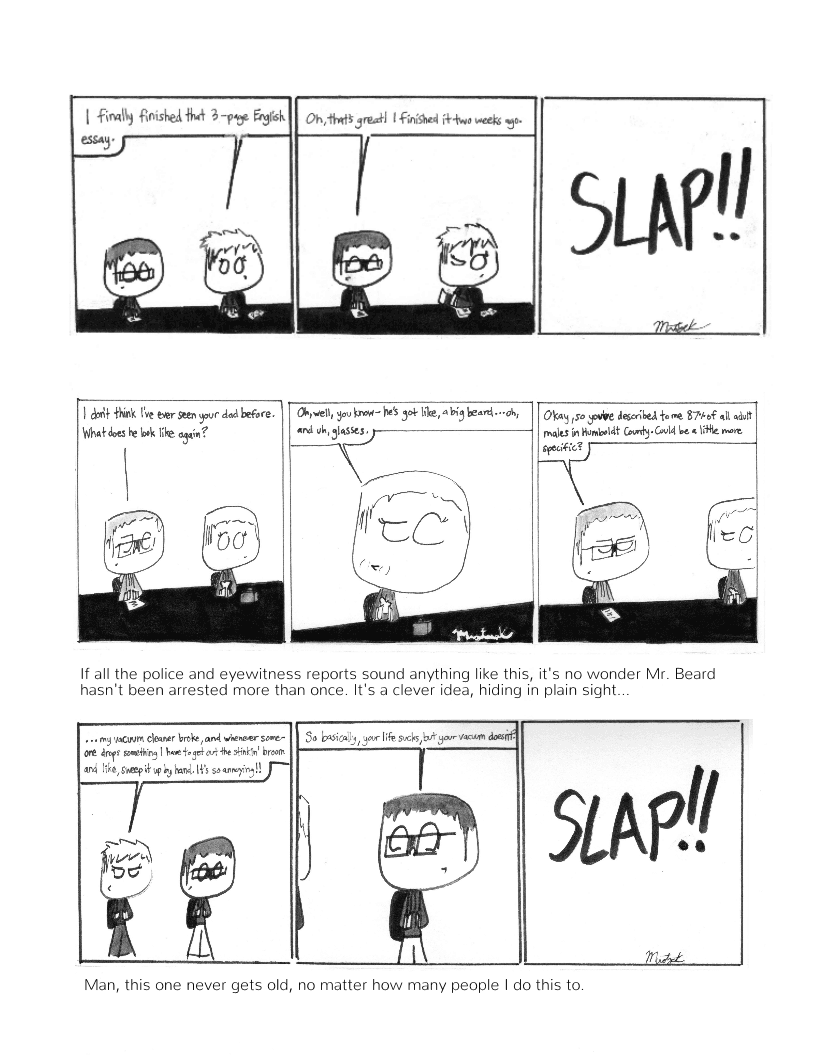 I finally finished that 3-page English
essay.
Oh, that's great! I finished it two weeks ago.
SLAP!!
I don't think I've ever seen your dad before.
What does he look like again?
Oh, well, you know- he's got like, a big beard...oh,
and uh, glasses.
Okay, so you've described to me 87% of all adult
males in Humboldt County. Could be a little more
specific?
If all the police and eyewitness reports sound anything like this, it's no wonder Mr. Beard
hasn't been arrested more than once. It's a clever idea, hiding in plain sight...
...my vacuum cleaner broke, and whenever some-
one drops something I have to get out the stink'n' broom
and like, sweep it up by hand. It's so annoying!!
So basically, your life sucks, but your vacuum doesn't?
SLAP!!
Man, this one never gets old, no matter how many people I do this to.